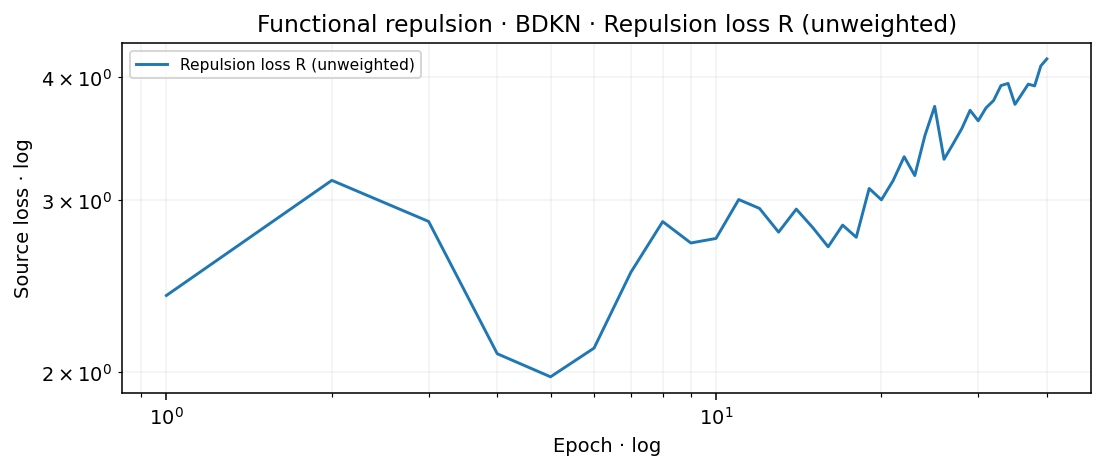 Functional repulsion · BDKN · Repulsion loss R (unweighted)
Repulsion loss R (unweighted)
4 × 10⁰
3 × 10⁰
2 × 10⁰
Source loss · log
10⁰ 10¹
Epoch · log